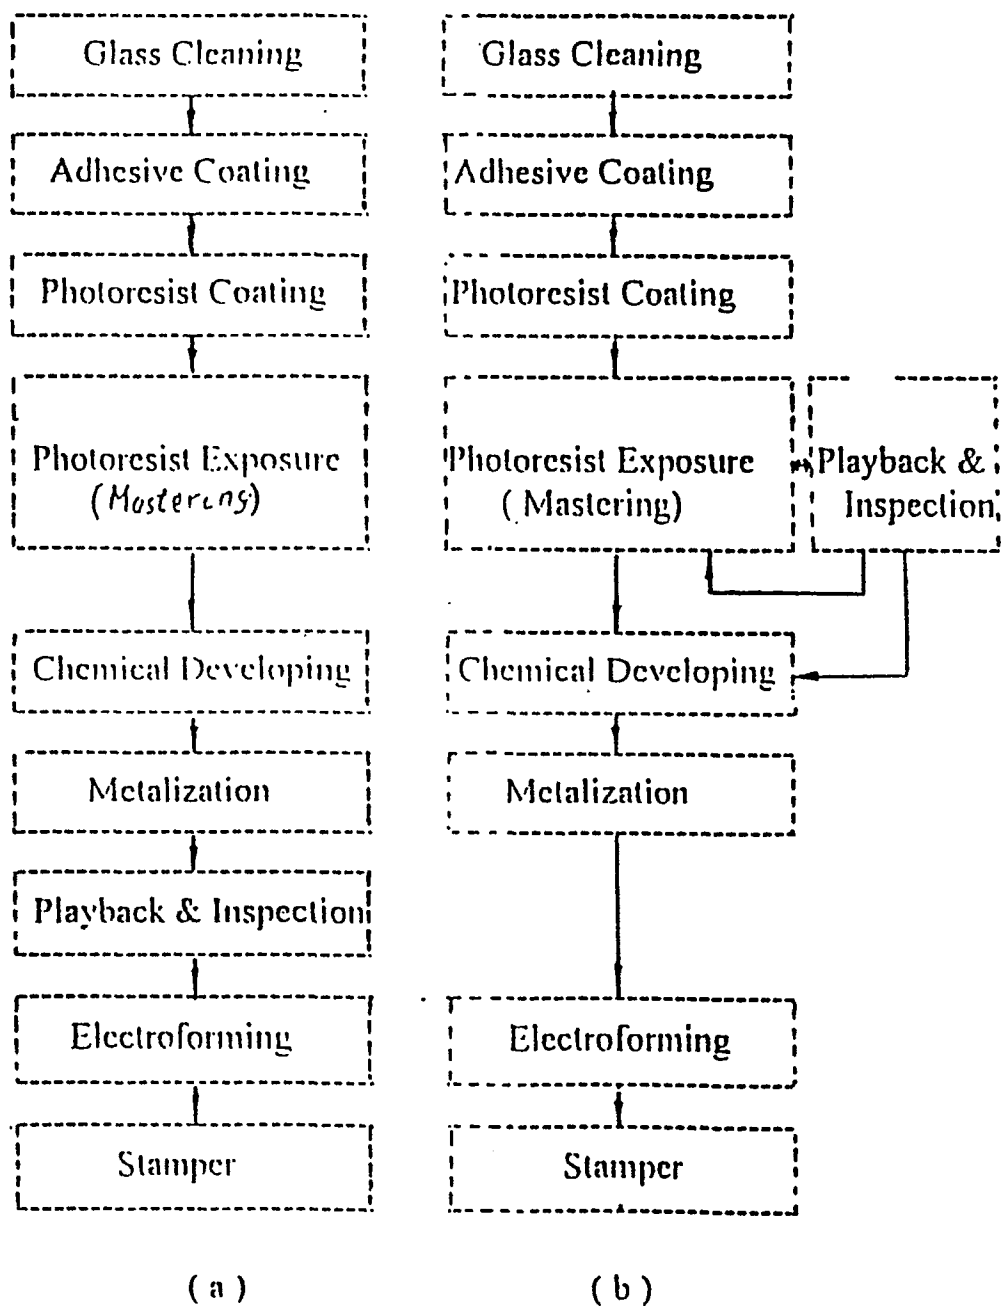 Glass Cleaning
Adhesive Coating
Photoresist Coating
Photoresist Exposure
(Mastering)
Chemical Developing
Metalization
Playback & Inspection
Electroforming
Stamper
(a)
Glass Cleaning
Adhesive Coating
Photoresist Coating
Photoresist Exposure
(Mastering)
Playback &
Inspection
Chemical Developing
Metalization
Electroforming
Stamper
(b)